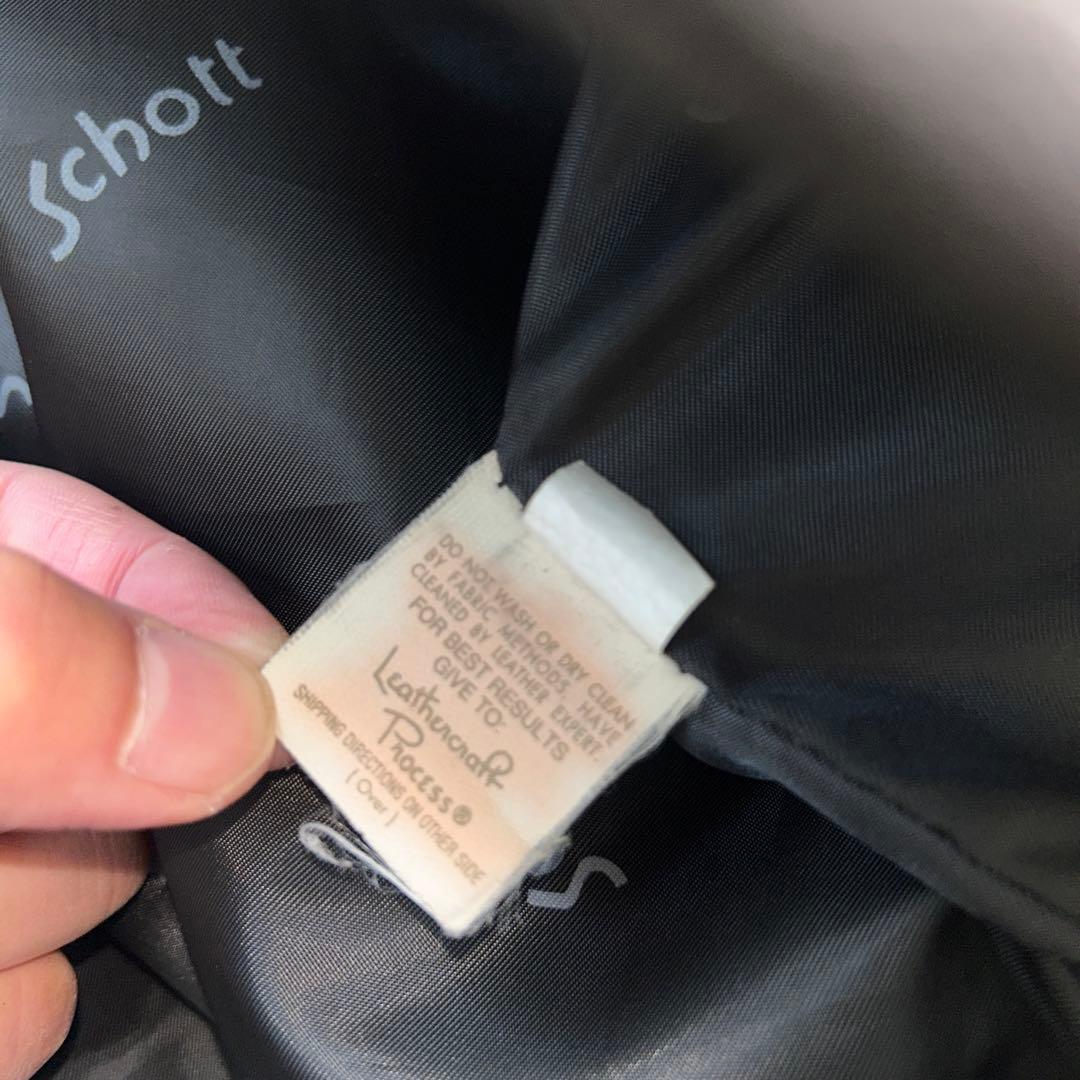 Schott
DO NOT WASH OR DRY CLEAN
BY FABRIC METHODS HAVE
CLEANED BY LEATHER EXPERT.
FOR BEST RESULTS
GIVE TO:
Leathercraft
Process®
SHIPPING DIRECTIONS ON OTHER SIDE
( Over )
S